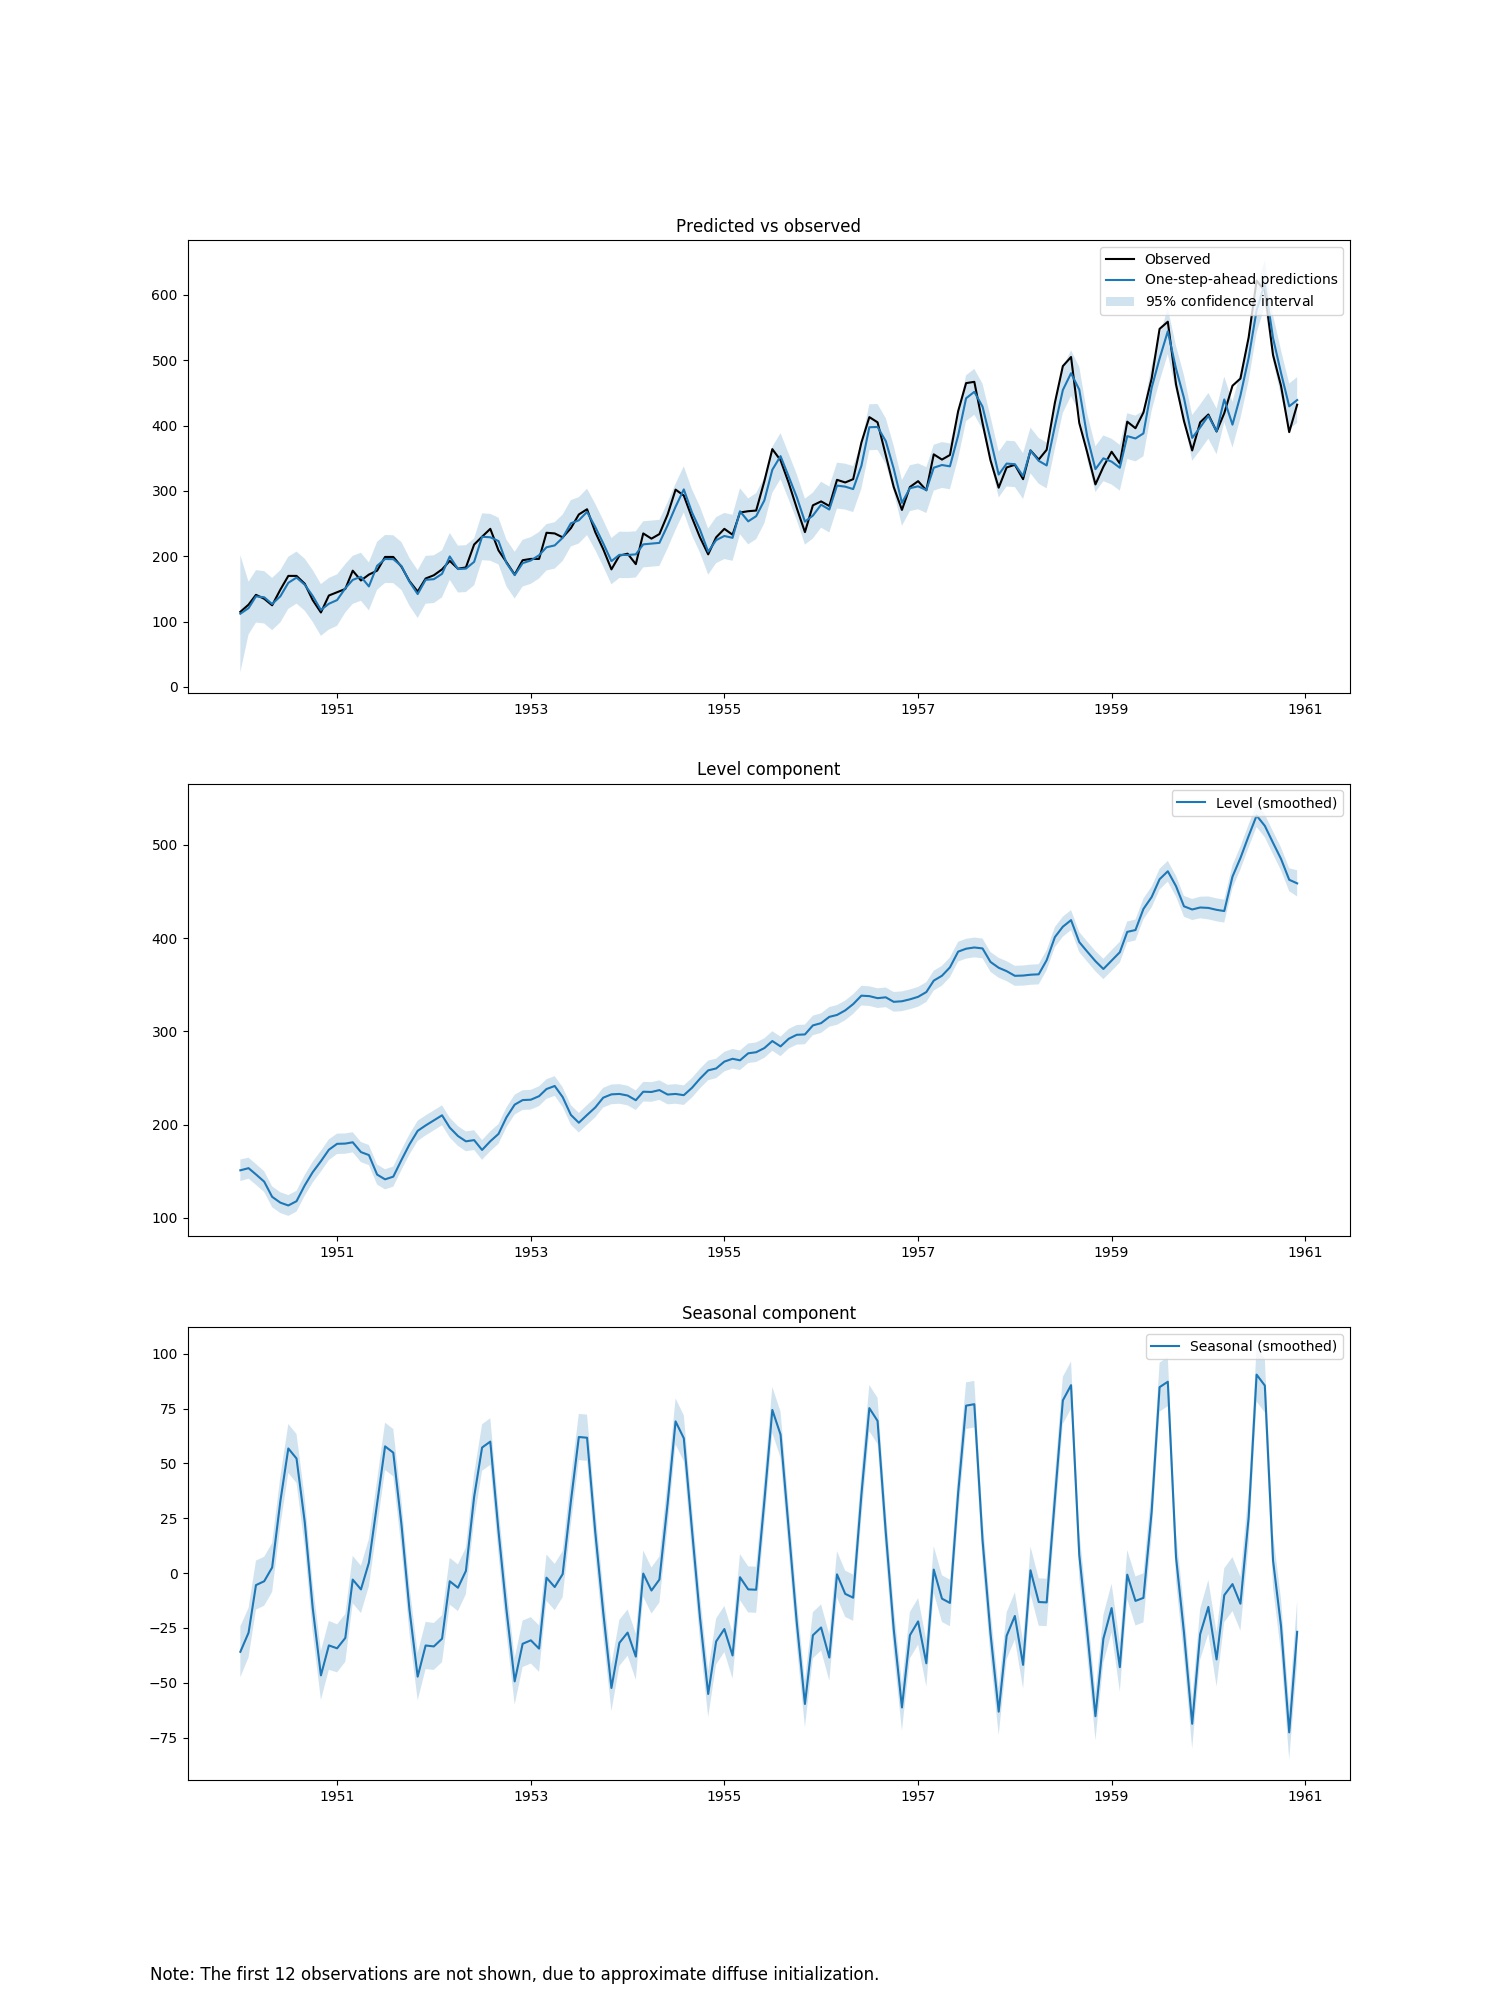 Predicted vs observed
Observed
One-step-ahead predictions
95% confidence interval
600
500
400
300
200
100
0
1951 1953 1955 1957 1959 1961
Level component
Level (smoothed)
500
400
300
200
100
1951 1953 1955 1957 1959 1961
Seasonal component
Seasonal (smoothed)
100
75
50
25
0
−25
−50
−75
1951 1953 1955 1957 1959 1961
Note: The first 12 observations are not shown, due to approximate diffuse initialization.